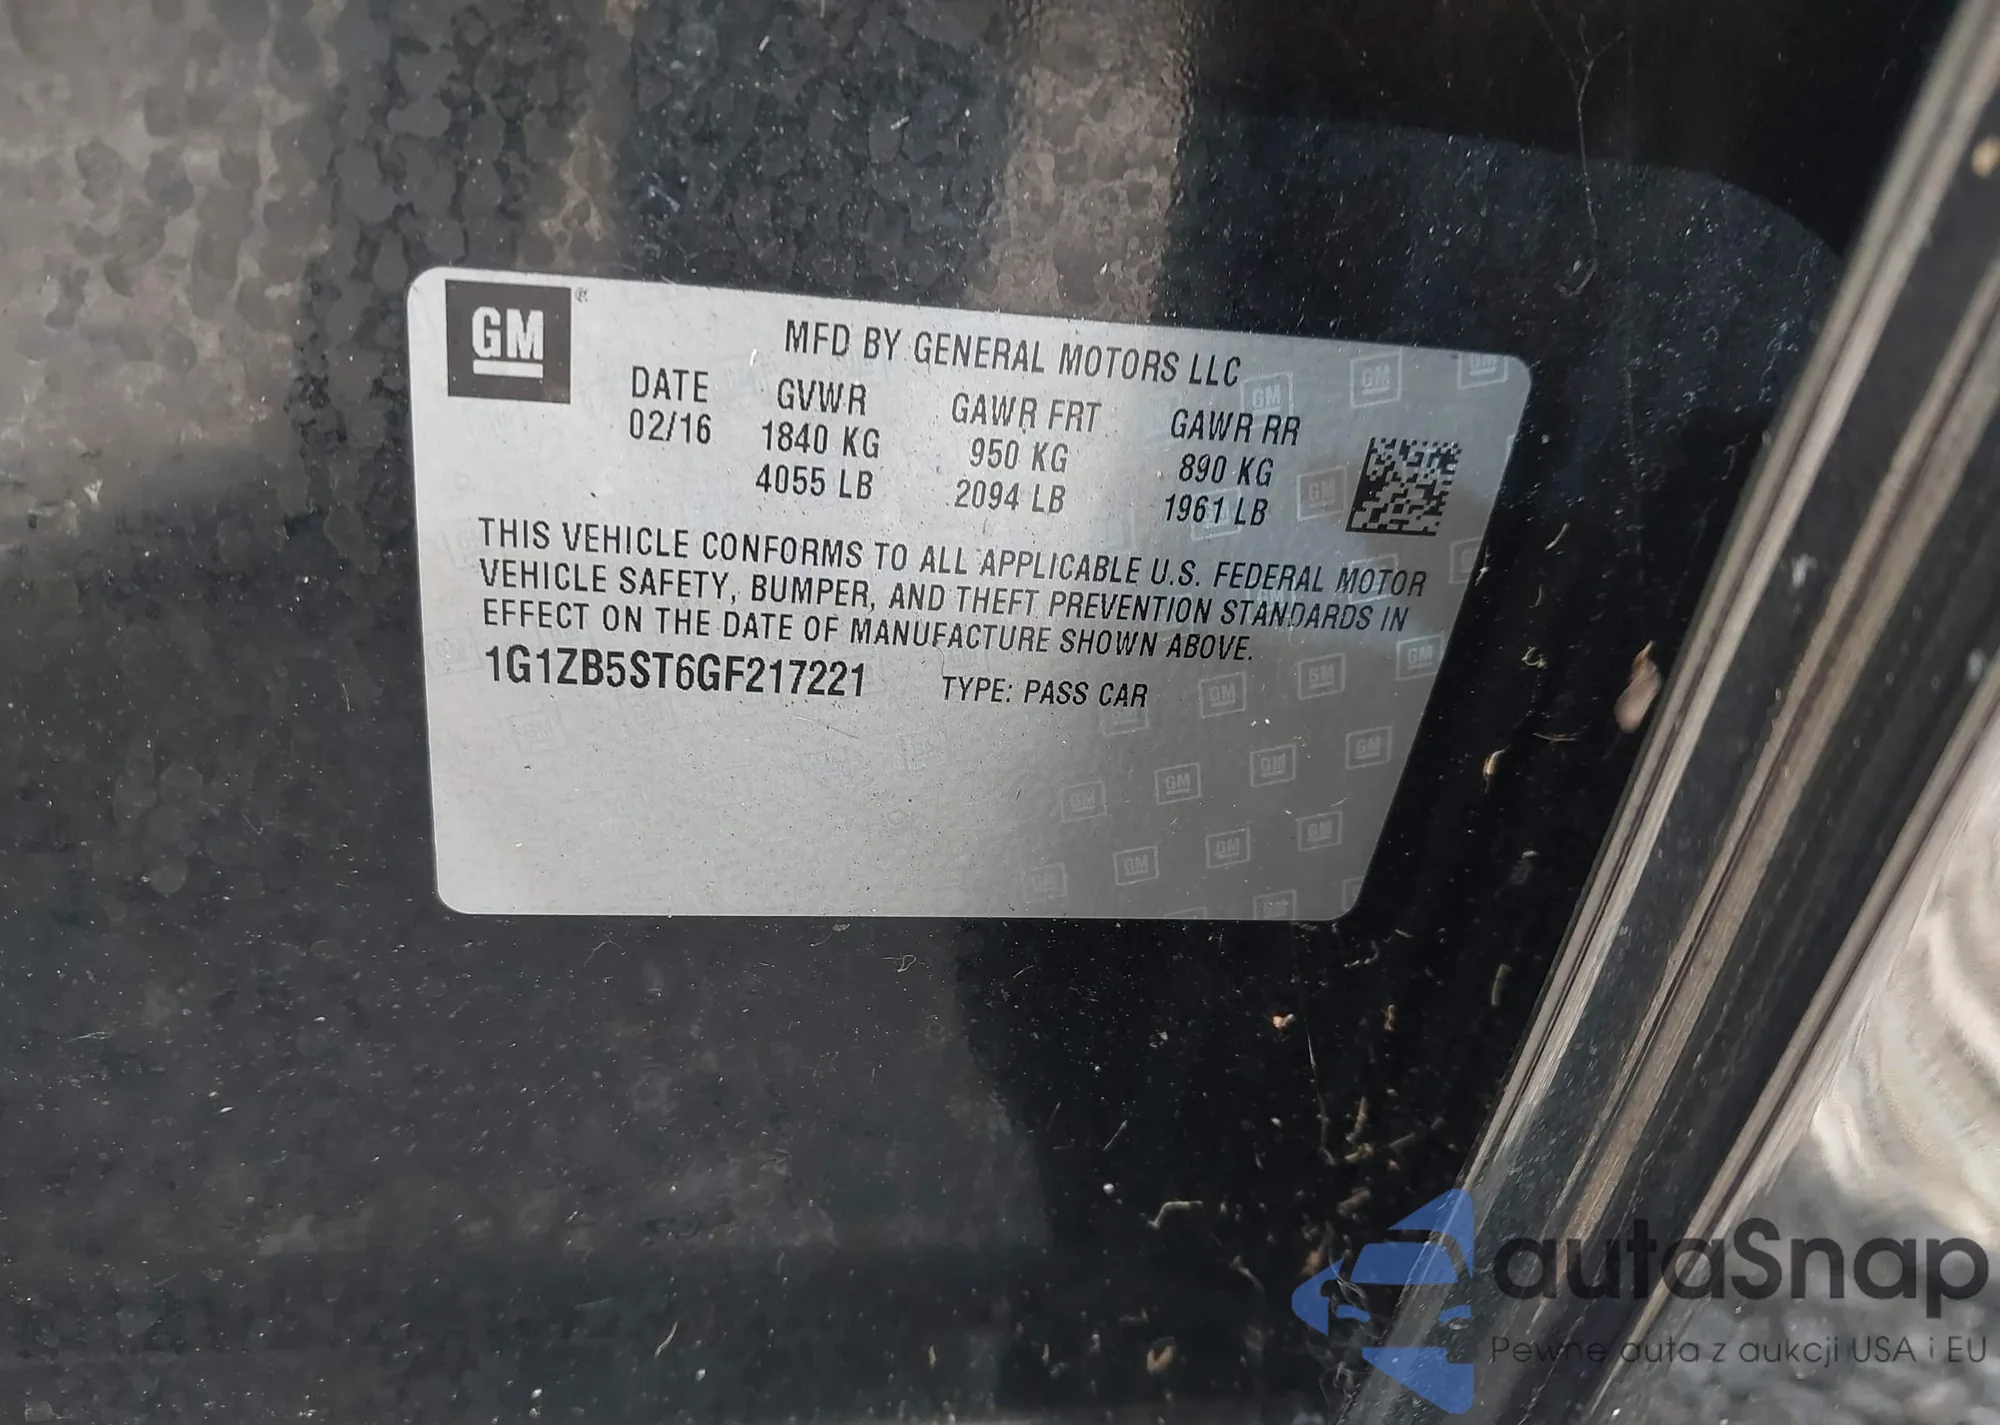 GM
MFD BY GENERAL MOTORS LLC
DATE GVWR GAWR FRT GAWR RR
02/16 1840 KG 950 KG 890 KG
4055 LB 2094 LB 1961 LB
THIS VEHICLE CONFORMS TO ALL APPLICABLE U.S. FEDERAL MOTOR
VEHICLE SAFETY, BUMPER, AND THEFT PREVENTION STANDARDS IN
EFFECT ON THE DATE OF MANUFACTURE SHOWN ABOVE.
1G1ZB5ST6GF217221 TYPE: PASS CAR
autaSnap
Pewne auta z aukcji USA i EU